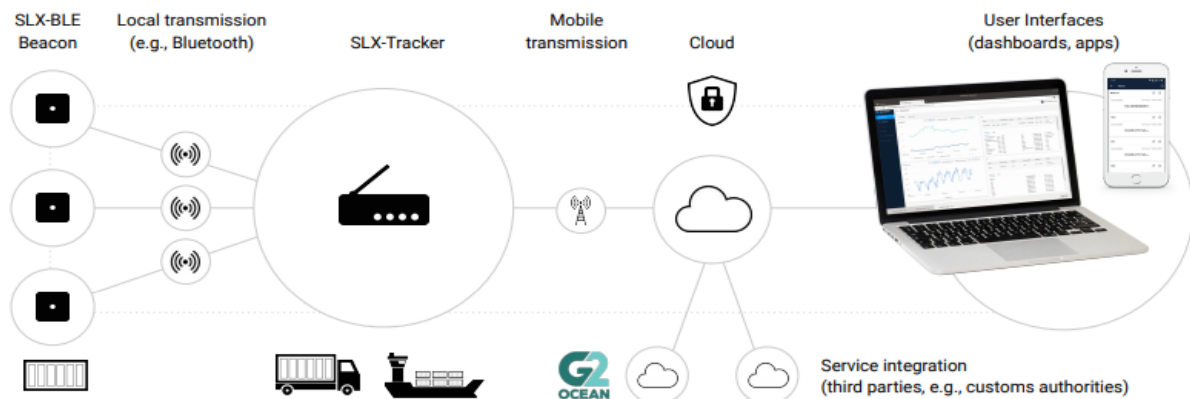 SLX-BLE
Beacon
Local transmission
(e.g., Bluetooth)
SLX-Tracker
Mobile
transmission
Cloud
User Interfaces
(dashboards, apps)
G2
OCEAN
Service integration
(third parties, e.g., customs authorities)